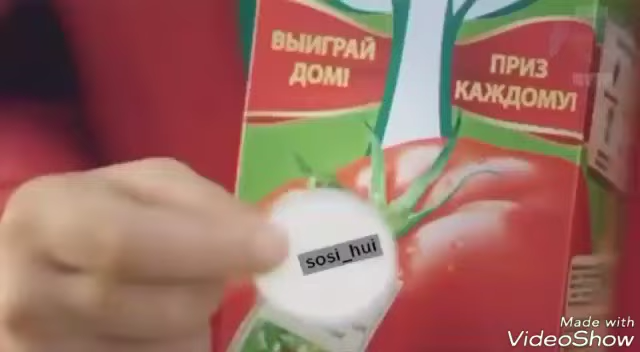 ВЫИГРАЙ
ДОМ!
ПРИЗ
КАЖДОМУ!
sosi_hui
Made with
VideoShow